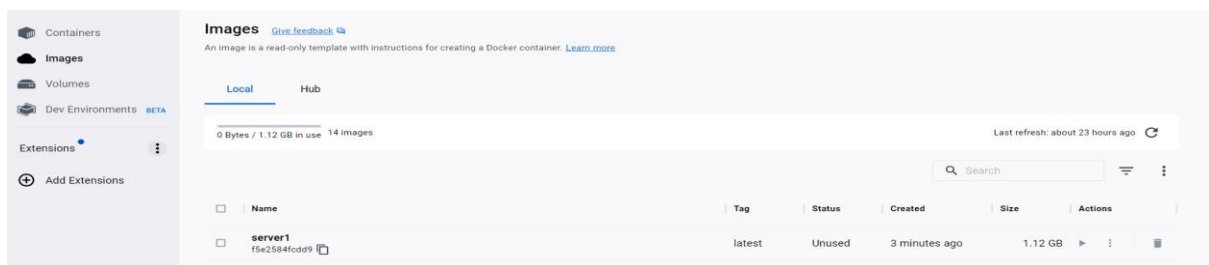 Containers
Images
Volumes
Dev Environments BETA
Extensions
Add Extensions
Images Give feedback
An image is a read-only template with instructions for creating a Docker container. Learn more
Local Hub
0 Bytes / 1.12 GB in use 14 images Last refresh: about 23 hours ago
Search
Name Tag Status Created Size Actions
server1
latest Unused 3 minutes ago 1.12 GB
f5e2584fcdd9